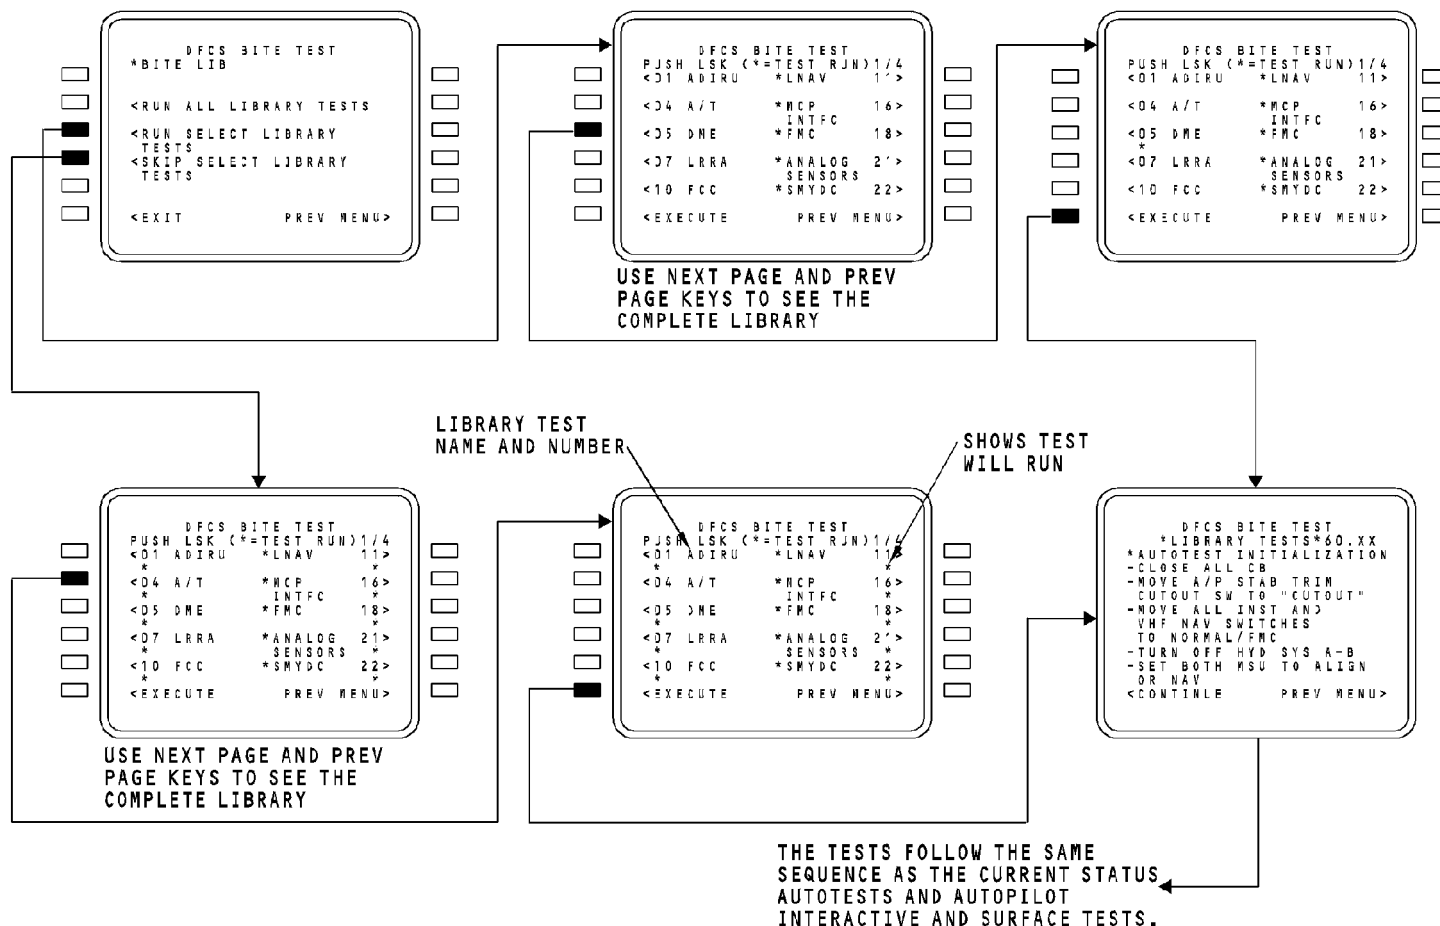 DFCS BITE TEST
*BITE LIB
<RUN ALL LIBRARY TESTS
<RUN SELECT LIBRARY
TESTS
<SKIP SELECT LIBRARY
TESTS
<EXIT PREV MENU>
DFCS BITE TEST
PUSH LSK (*=TEST RUN)1/4
<01 ADIRU *LNAV 11>
<04 A/T *MCP 16>
INTFC
<05 DME *FMC 18>
<07 LRRA *ANALOG 21>
SENSORS
<10 FCC *SMYDC 22>
<EXECUTE PREV MENU>
USE NEXT PAGE AND PREV
PAGE KEYS TO SEE THE
COMPLETE LIBRARY
DFCS BITE TEST
PUSH LSK (*=TEST RUN)1/4
<01 ADIRU *LNAV 11>
<04 A/T *MCP 16>
INTFC
<05 DME *FMC 18>
*
<07 LRRA *ANALOG 21>
SENSORS
<10 FCC *SMYDC 22>
<EXECUTE PREV MENU>
LIBRARY TEST
NAME AND NUMBER
SHOWS TEST
WILL RUN
DFCS BITE TEST
PUSH LSK (*=TEST RUN)1/4
<01 ADIRU *LNAV 11>
* *
<04 A/T *MCP 16>
* INTFC *
<05 DME *FMC 18>
* *
<07 LRRA *ANALOG 21>
* SENSORS *
<10 FCC *SMYDC 22>
* *
<EXECUTE PREV MENU>
USE NEXT PAGE AND PREV
PAGE KEYS TO SEE THE
COMPLETE LIBRARY
DFCS BITE TEST
PUSH LSK (*=TEST RUN)1/4
<01 ADIRU *LNAV 11>
* *
<04 A/T *MCP 16>
INTFC *
<05 DME *FMC 18>
* *
<07 LRRA *ANALOG 21>
* SENSORS *
<10 FCC *SMYDC 22>
* *
<EXECUTE PREV MENU>
DFCS BITE TEST
*LIBRARY TESTS*60.XX
*AUTOTEST INITIALIZATION
-CLOSE ALL CB
-MOVE A/P STAB TRIM
CUTOUT SW TO "CUTOUT"
-MOVE ALL INST AND
VHF NAV SWITCHES
TO NORMAL/FMC
-TURN OFF HYD SYS A-B
-SET BOTH MSU TO ALIGN
OR NAV
<CONTINUE PREV MENU>
THE TESTS FOLLOW THE SAME
SEQUENCE AS THE CURRENT STATUS
AUTOTESTS AND AUTOPILOT
INTERACTIVE AND SURFACE TESTS.